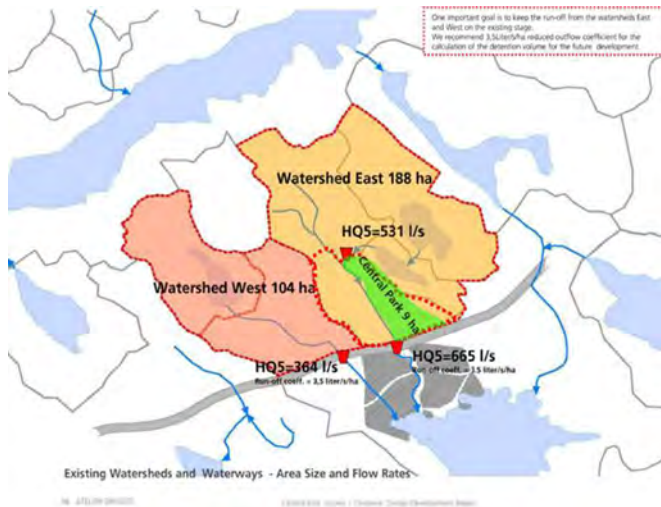 One important goal is to keep the run-off from the watersheds East
and West on the existing stage.
We recommend 3,5Liter/s/ha reduced outflow coefficient for the
calculation of the detention volume for the future development
Watershed East 188 ha
HQ5=531 l/s
Central Park 9 ha
Watershed West 104 ha
HQ5=364 l/s
Run-off coeff. = 3,5 liter/s/ha
HQ5=665 l/s
Run-off coeff. = 3.5 liter/s/ha
Existing Watersheds and Waterways - Area Size and Flow Rates
ATELIER DREISEITL